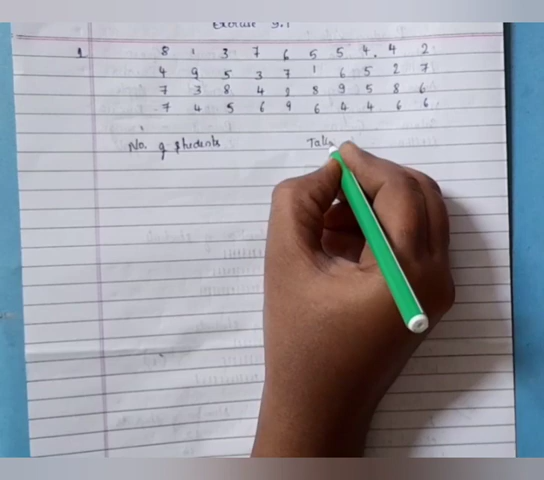 Exercise 9.1
1 8 1 3 7 6 5 5 4 4 2
4 9 5 3 7 1 6 5 2 7
7 3 8 4 2 8 9 5 8 6
7 4 5 6 9 6 4 4 6 6
No. of students Tall